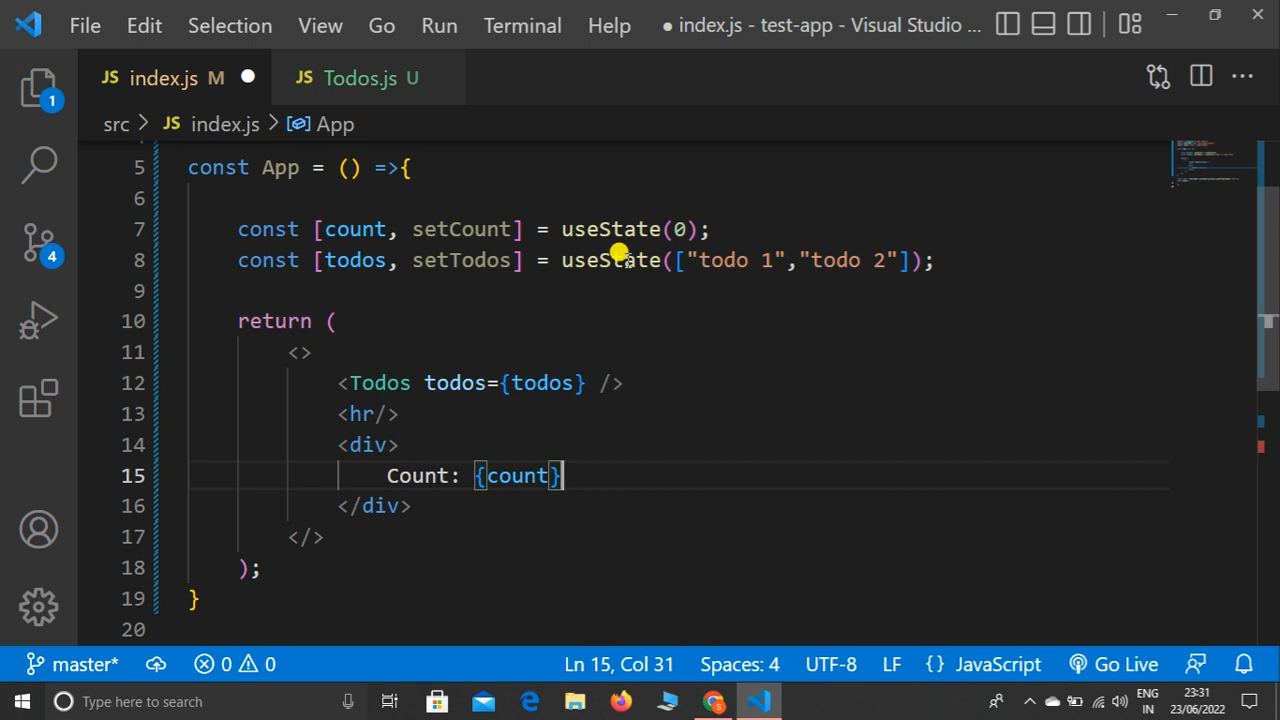 File Edit Selection View Go Run Terminal Help ● index.js - test-app - Visual Studio ...
JS index.js M JS Todos.js U ...
src > JS index.js > App
5 const App = () =>{
6
7 const [count, setCount] = useState(0);
8 const [todos, setTodos] = useState(["todo 1","todo 2"]);
9
10 return (
11 <>
12 <Todos todos={todos} />
13 <hr/>
14 <div>
15 Count: {count}
16 </div>
17 </>
18 );
19 }
20
1
4
master* 0 0 Ln 15, Col 31 Spaces: 4 UTF-8 LF {} JavaScript Go Live
Type here to search
ENG
IN
23:31
23/06/2022